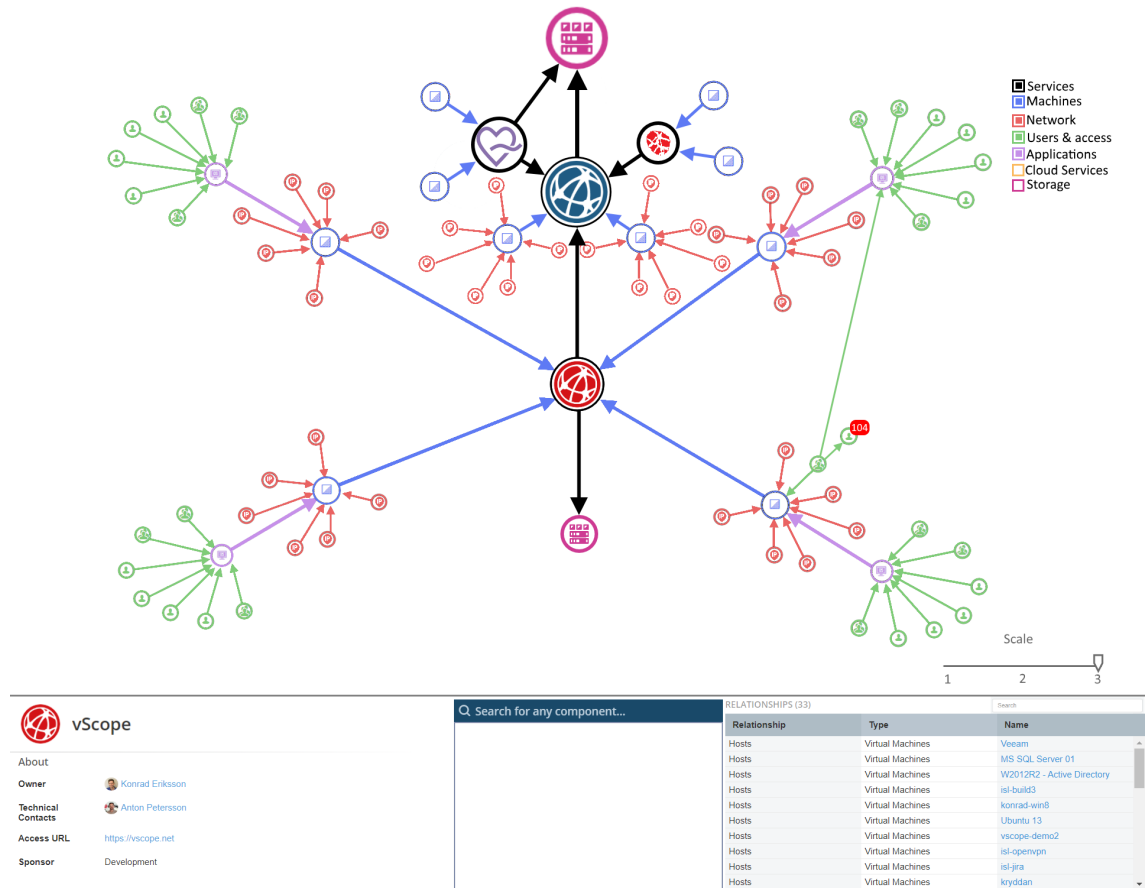 Services
Machines
Network
Users & access
Applications
Cloud Services
Storage
104
Scale
1 2 3
vScope
About
Owner Konrad Eriksson
Technical Contacts Anton Petersson
Access URL https://vscope.net
Sponsor Development
Search for any component...
RELATIONSHIPS (33) Search
Relationship Type Name
Hosts Virtual Machines Veeam
Hosts Virtual Machines MS SQL Server 01
Hosts Virtual Machines W2012R2 - Active Directory
Hosts Virtual Machines isl-build3
Hosts Virtual Machines konrad-win8
Hosts Virtual Machines Ubuntu 13
Hosts Virtual Machines vscope-demo2
Hosts Virtual Machines isl-openvpn
Hosts Virtual Machines isl-jira
Hosts Virtual Machines kryddan